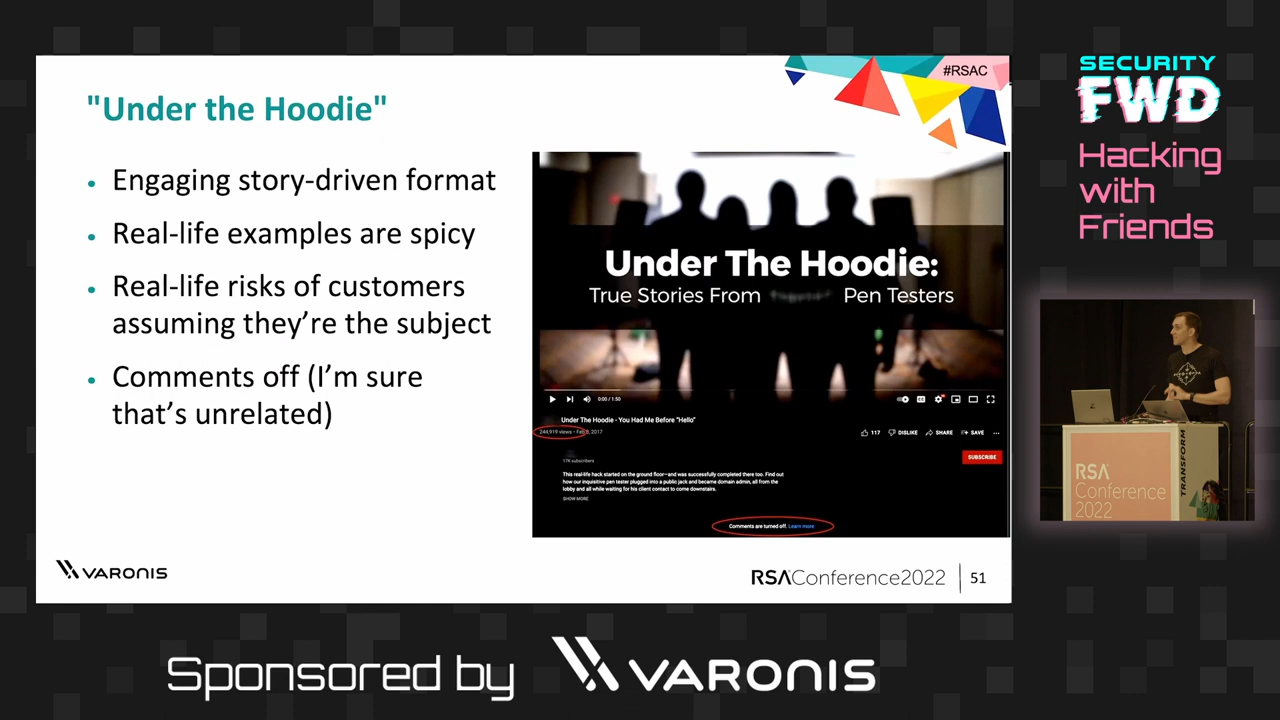 #RSAC
"Under the Hoodie"
• Engaging story-driven format
• Real-life examples are spicy
• Real-life risks of customers
assuming they're the subject
• Comments off (I'm sure
that's unrelated)
Under The Hoodie:
True Stories From Pen Testers
0:00 / 1:50
Under The Hoodie - You Had Me Before "Hello"
244,919 views • Feb 8, 2017
117 DISLIKE SHARE SAVE ...
17K subscribers
SUBSCRIBE
This real-life hack started on the ground floor—and was successfully completed there too. Find out
how our inquisitive pen tester plugged into a public jack and became domain admin, all from the
lobby and all while waiting for his client contact to come downstairs.
SHOW MORE
Comments are turned off. Learn more
VARONIS
RSAConference2022 | 51
SECURITY
FWD
Hacking
with
Friends
RSA
Conference
2022
TRANSFORM
Sponsored by VARONIS